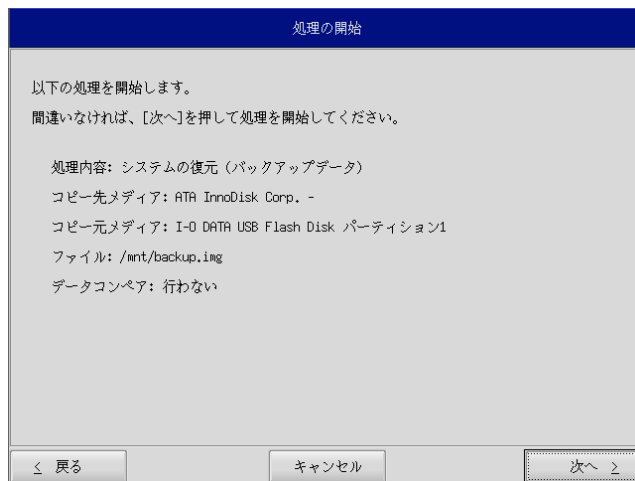 処理の開始
以下の処理を開始します。
間違いなければ、[次へ]を押して処理を開始してください。
処理内容: システムの復元(バックアップデータ)
コピー先メディア: ATA InnoDisk Corp. -
コピー元メディア: I-O DATA USB Flash Disk パーティション1
ファイル: /mnt/backup.img
データコンペア: 行わない
< 戻る
キャンセル
次へ >